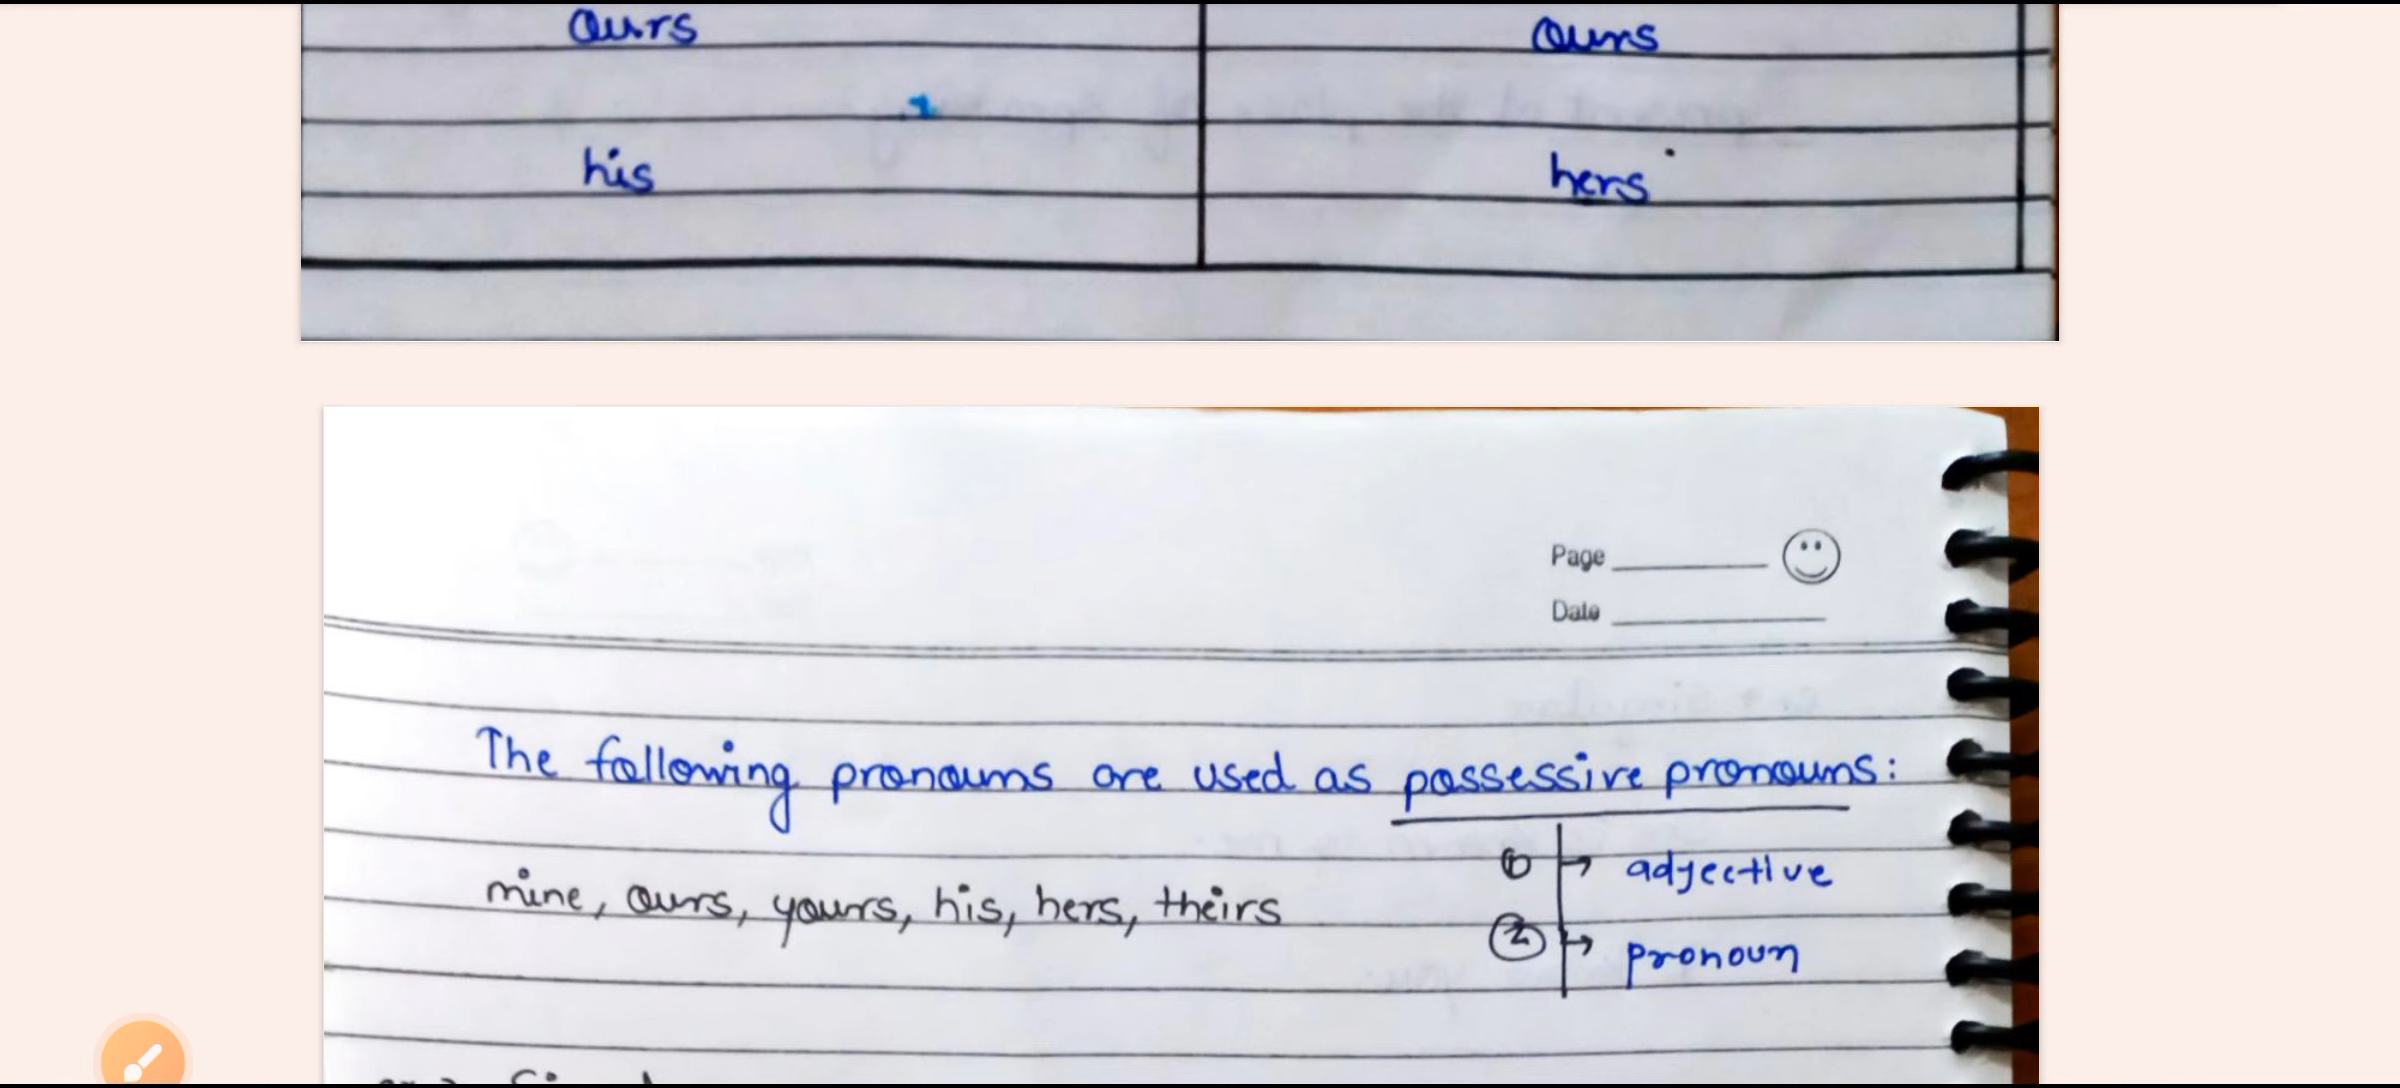 ours ours
his hers
Page
Date
The following pronouns are used as possessive pronouns:
① → adjective
mine, ours, yours, his, hers, theirs
② → pronoun